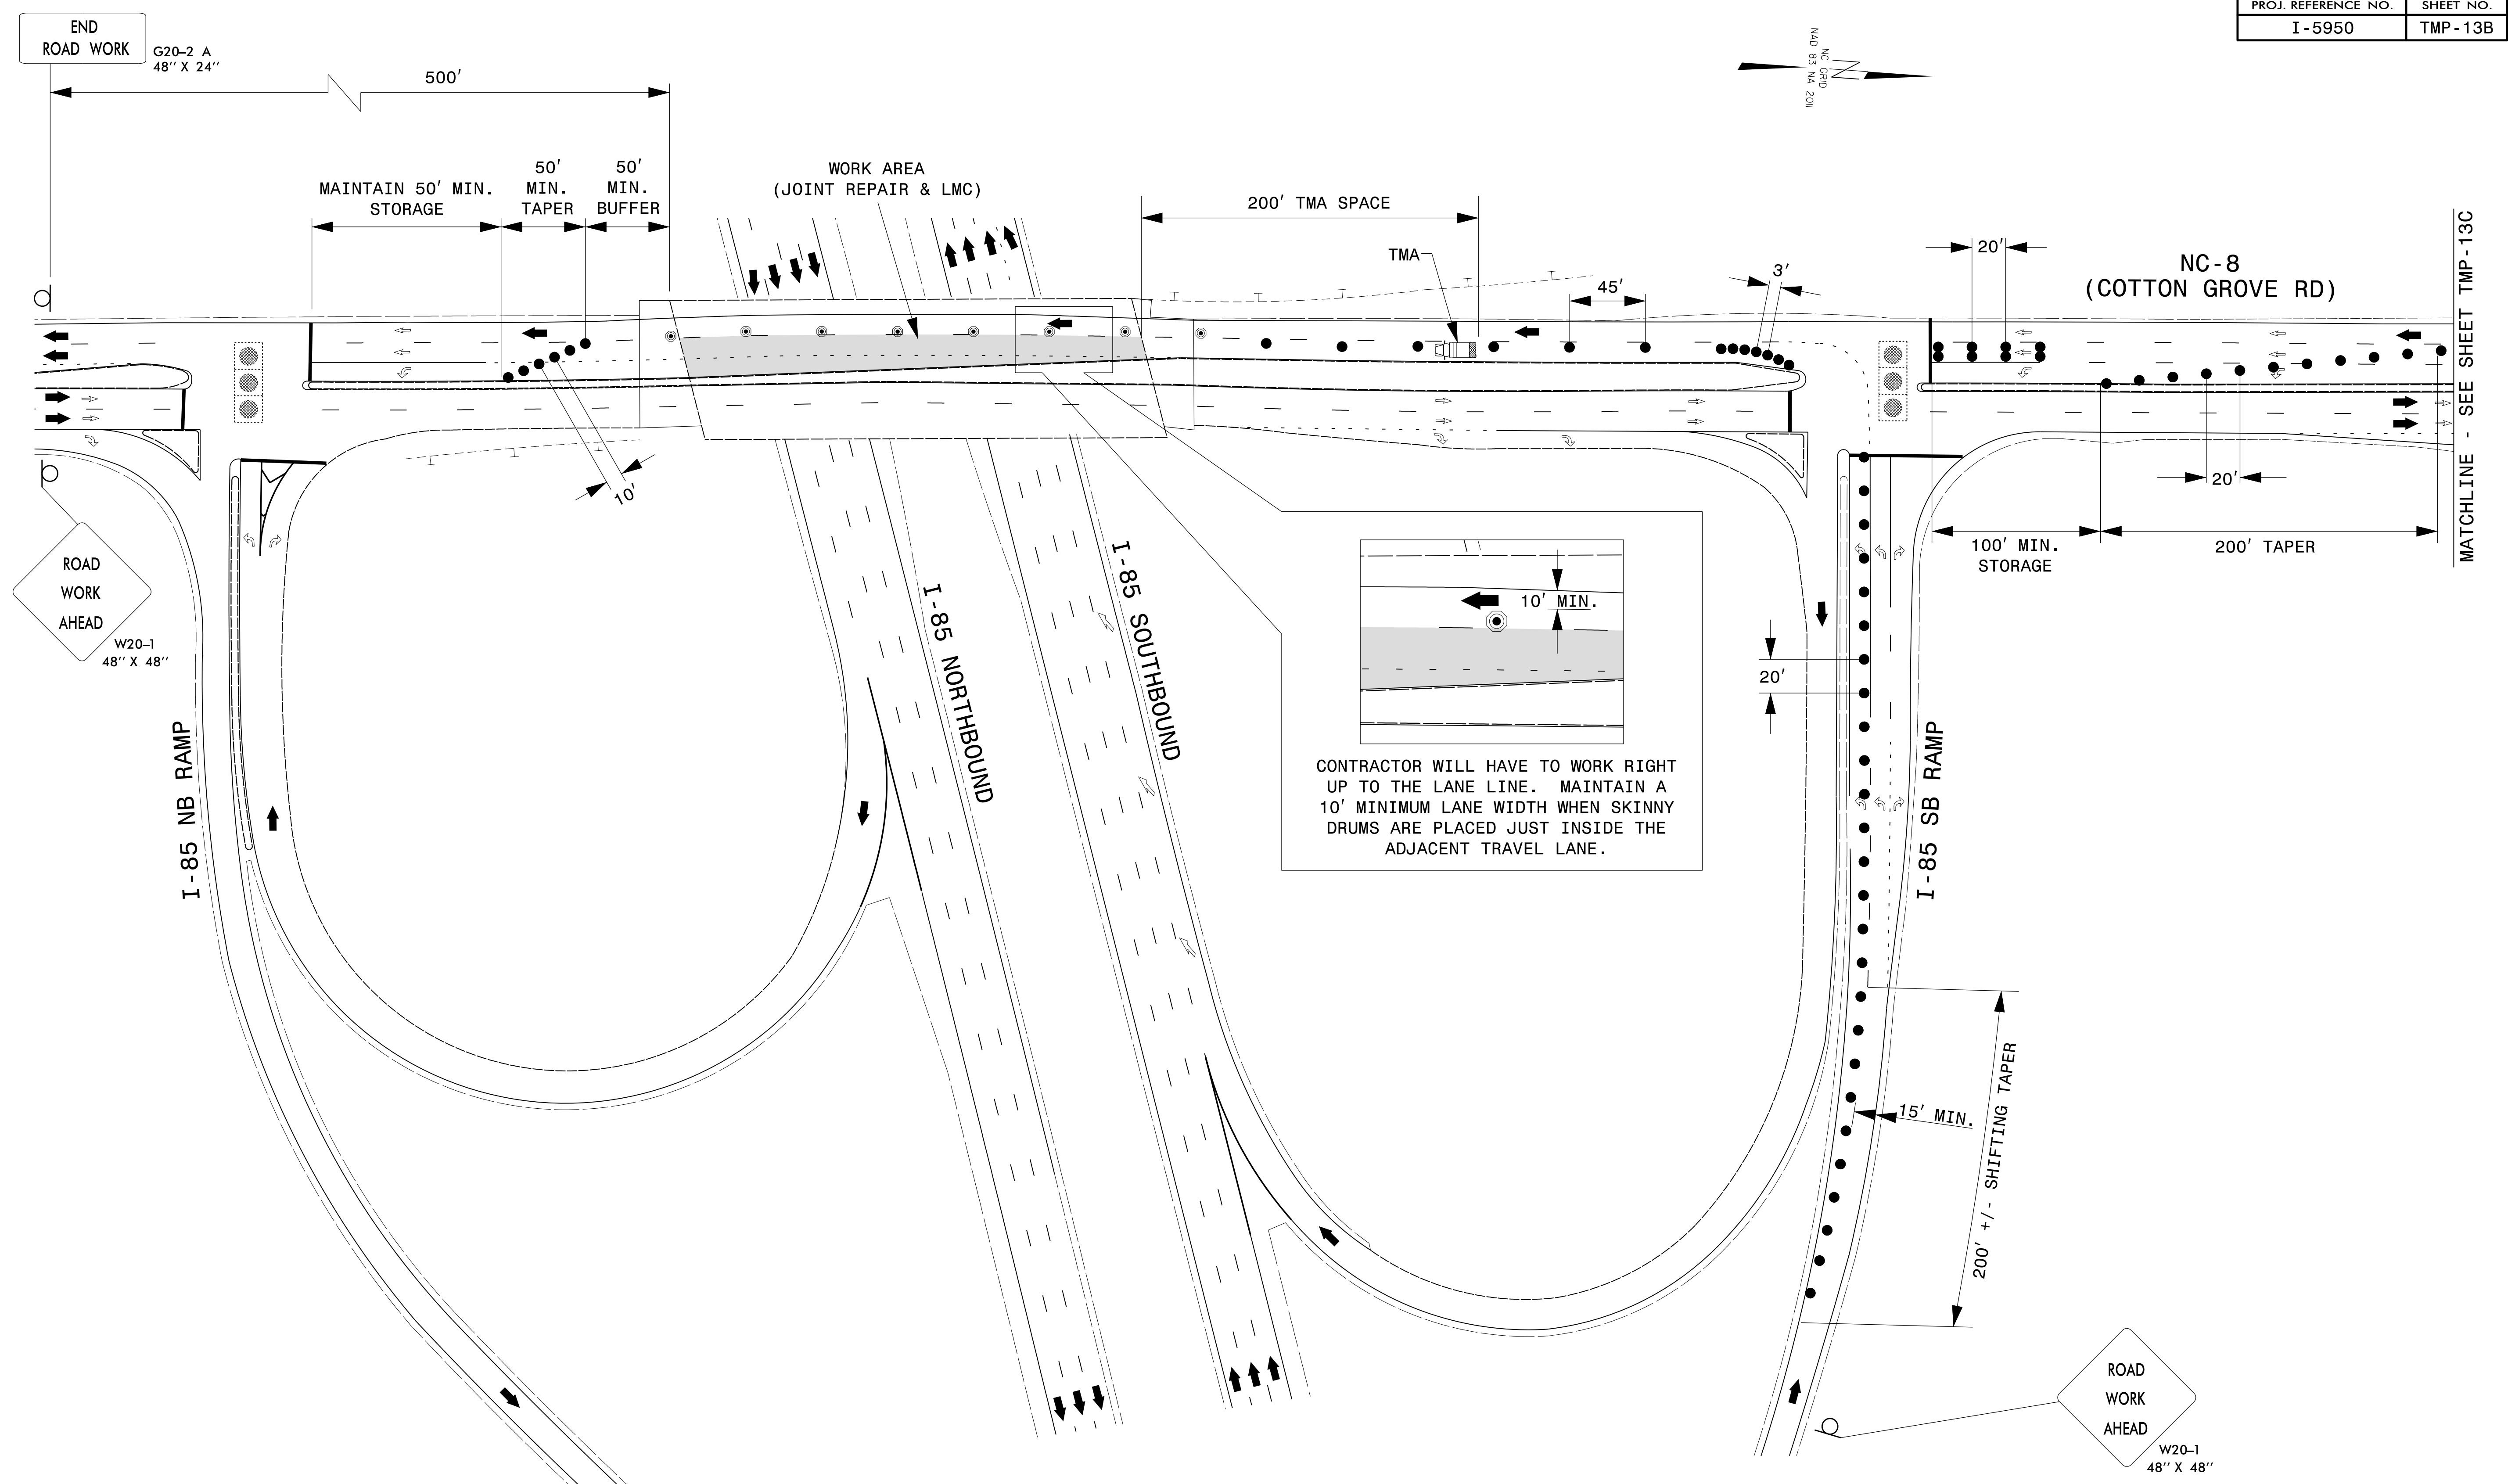 PROJ. REFERENCE NO.
SHEET NO.
I-5950
TMP-13B
END
ROAD WORK
G20-2 A
48'' X 24''
500'
NC GRID
NAD 83 NA 2011
MAINTAIN 50' MIN.
STORAGE
50'
MIN.
TAPER
50'
MIN.
BUFFER
WORK AREA
(JOINT REPAIR & LMC)
200' TMA SPACE
TMA
45'
3'
20'
NC-8
(COTTON GROVE RD)
MATCHLINE - SEE SHEET TMP-13C
10'
20'
100' MIN.
STORAGE
200' TAPER
ROAD
WORK
AHEAD
W20-1
48'' X 48''
I-85 NB RAMP
I-85 NORTHBOUND
I-85 SOUTHBOUND
10' MIN.
CONTRACTOR WILL HAVE TO WORK RIGHT
UP TO THE LANE LINE. MAINTAIN A
10' MINIMUM LANE WIDTH WHEN SKINNY
DRUMS ARE PLACED JUST INSIDE THE
ADJACENT TRAVEL LANE.
20'
I-85 SB RAMP
15' MIN.
200' +/- SHIFTING TAPER
ROAD
WORK
AHEAD
W20-1
48'' X 48''